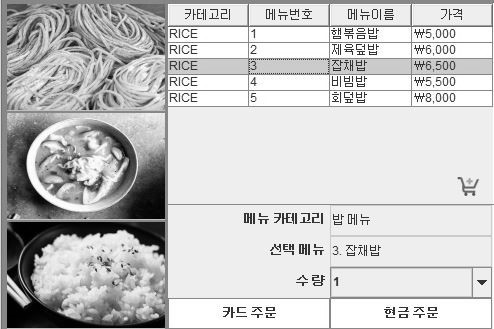 카테고리 메뉴번호 메뉴이름 가격
RICE 1 햄볶음밥 ₩5,000
RICE 2 제육덮밥 ₩6,000
RICE 3 잡채밥 ₩6,500
RICE 4 비빔밥 ₩5,500
RICE 5 회덮밥 ₩8,000
메뉴 카테고리 밥 메뉴
선택 메뉴 3. 잡채밥
수량 1
카드 주문 현금 주문